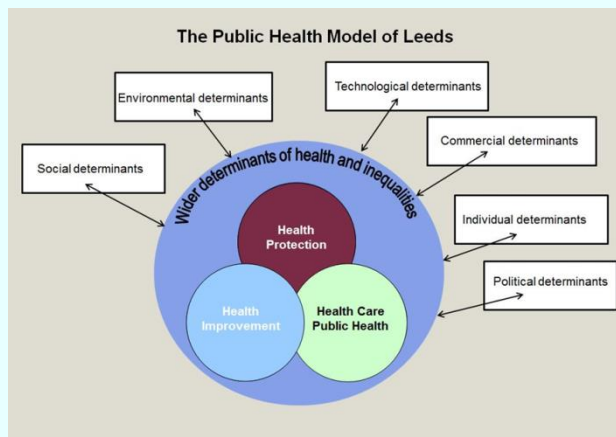 The Public Health Model of Leeds
Technological determinants
Environmental determinants
Commercial determinants
Social determinants
Wider determinants of health and inequalities
Individual determinants
Health
Protection
Political determinants
Health
Improvement
Health Care
Public Health